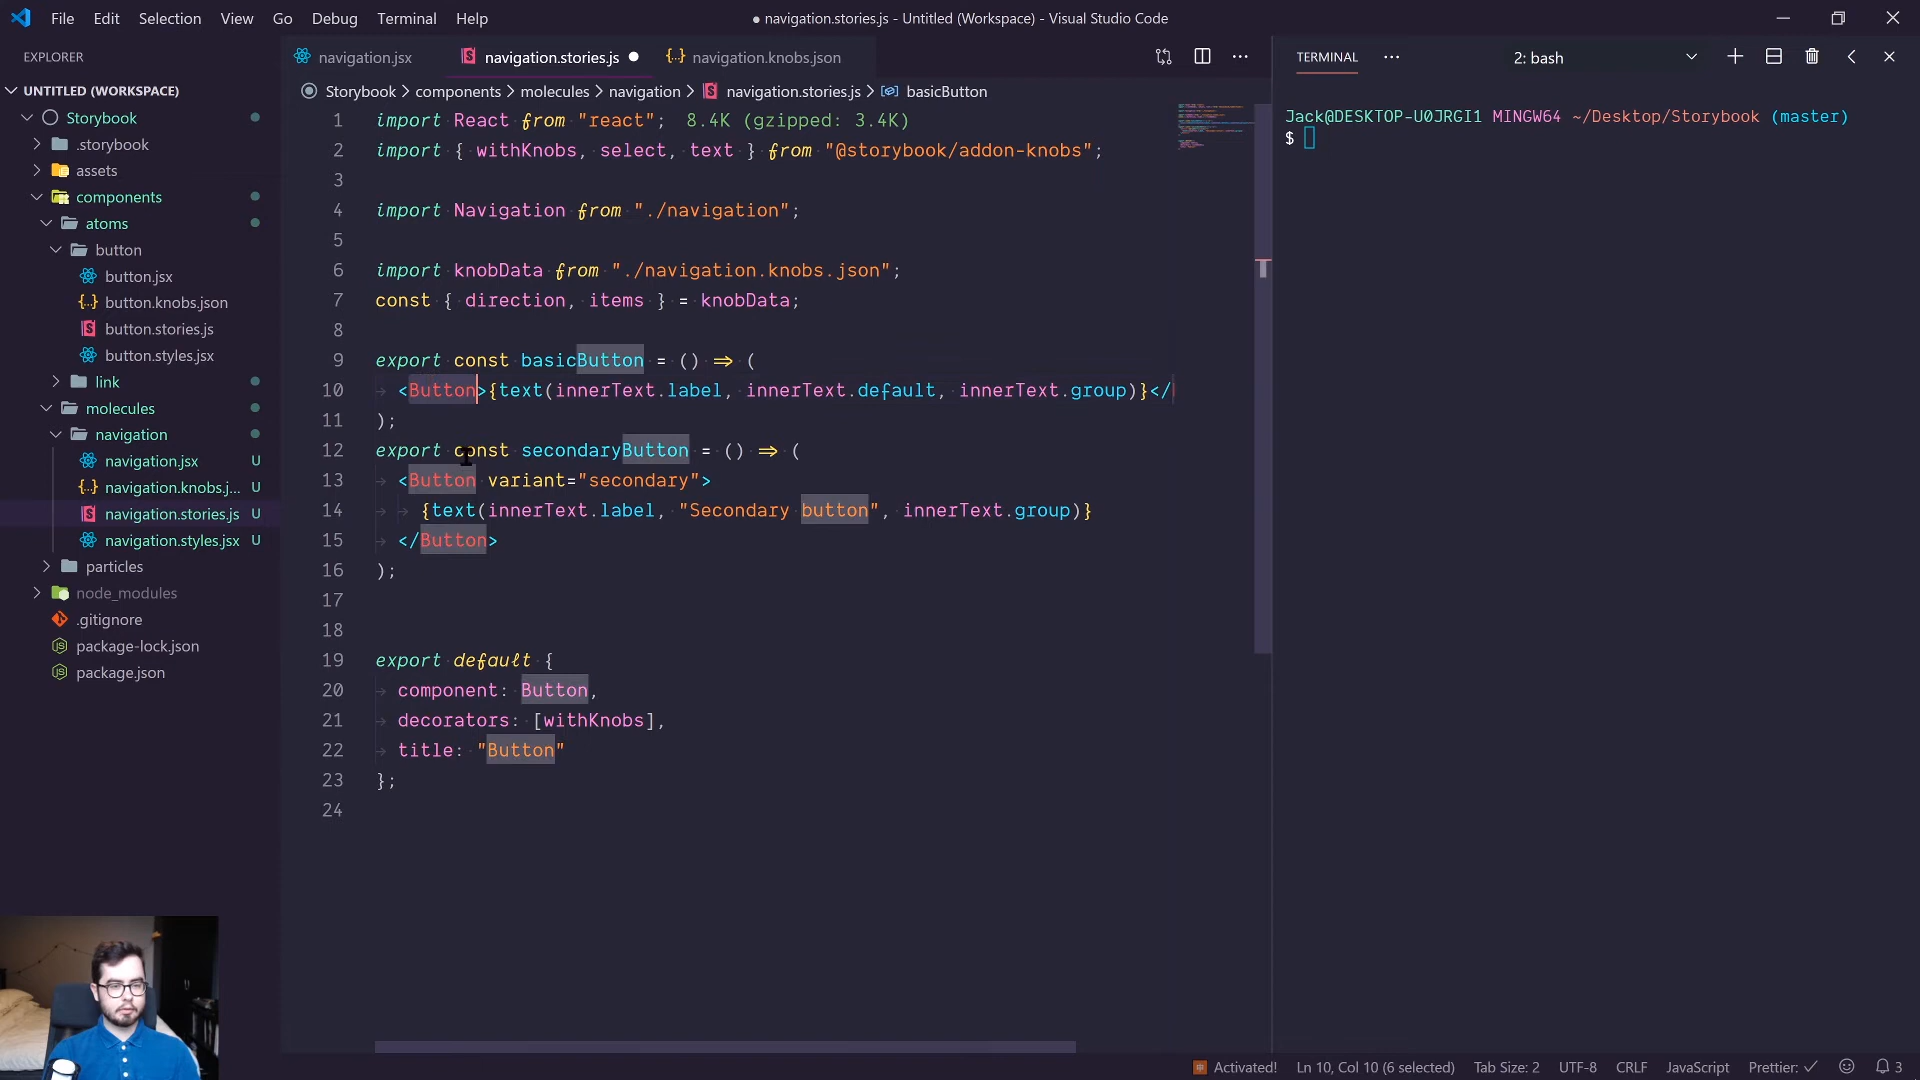 File Edit Selection View Go Debug Terminal Help
● navigation.stories.js - Untitled (Workspace) - Visual Studio Code
EXPLORER
UNTITLED (WORKSPACE)
Storybook
.storybook
assets
components
atoms
button
button.jsx
button.knobs.json
button.stories.js
button.styles.jsx
link
molecules
navigation
navigation.jsx U
navigation.knobs.j... U
navigation.stories.js U
navigation.styles.jsx U
particles
node_modules
.gitignore
package-lock.json
package.json
navigation.jsx navigation.stories.js navigation.knobs.json
Storybook > components > molecules > navigation > navigation.stories.js > basicButton
1 import React from "react"; 8.4K (gzipped: 3.4K)
2 import { withKnobs, select, text } from "@storybook/addon-knobs";
3
4 import Navigation from "./navigation";
5
6 import knobData from "./navigation.knobs.json";
7 const { direction, items } = knobData;
8
9 export const basicButton = () => (
10 <Button>{text(innerText.label, innerText.default, innerText.group)}</
11 );
12 export const secondaryButton = () => (
13 <Button variant="secondary">
14 {text(innerText.label, "Secondary button", innerText.group)}
15 </Button>
16 );
17
18
19 export default {
20 component: Button,
21 decorators: [withKnobs],
22 title: "Button"
23 };
24
TERMINAL 2: bash
Jack@DESKTOP-U0JRGI1 MINGW64 ~/Desktop/Storybook (master)
$
Activated! Ln 10, Col 10 (6 selected) Tab Size: 2 UTF-8 CRLF JavaScript Prettier: ✓ 3